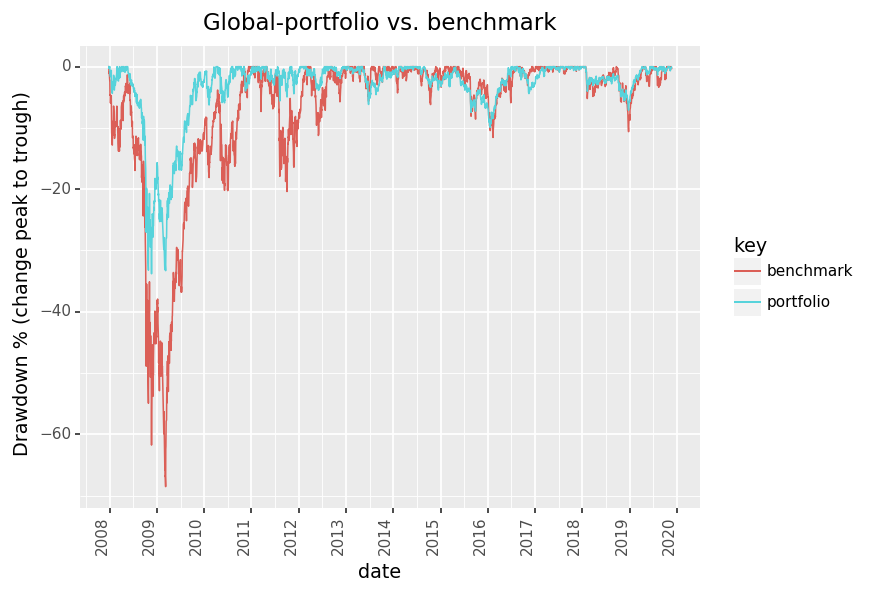 Global-portfolio vs. benchmark
Drawdown % (change peak to trough)
0
−20
−40
−60
2008
2009
2010
2011
2012
2013
2014
2015
2016
2017
2018
2019
2020
date
key
benchmark
portfolio